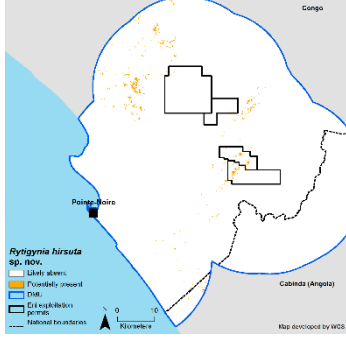 Congo
Pointe-Noire
Rytigynia hirsuta
sp. nov.
Likely absent
Potentially present
DMU
Eni exploitation
permits
National boundaries
0 10
Kilometers
Cabinda (Angola)
Map developed by WCS